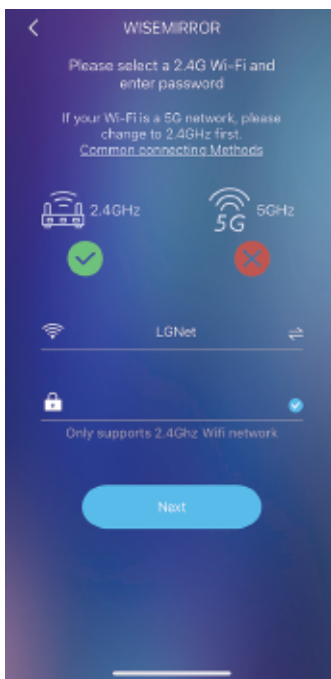 WISEMIRROR
Please select a 2.4G Wi-Fi and
enter password
If your Wi-Fi is a 5G network, please
change to 2.4GHz first.
Common connecting Methods
2.4GHz
5G
5GHz
LGNet
Only supports 2.4Ghz Wifi network
Next